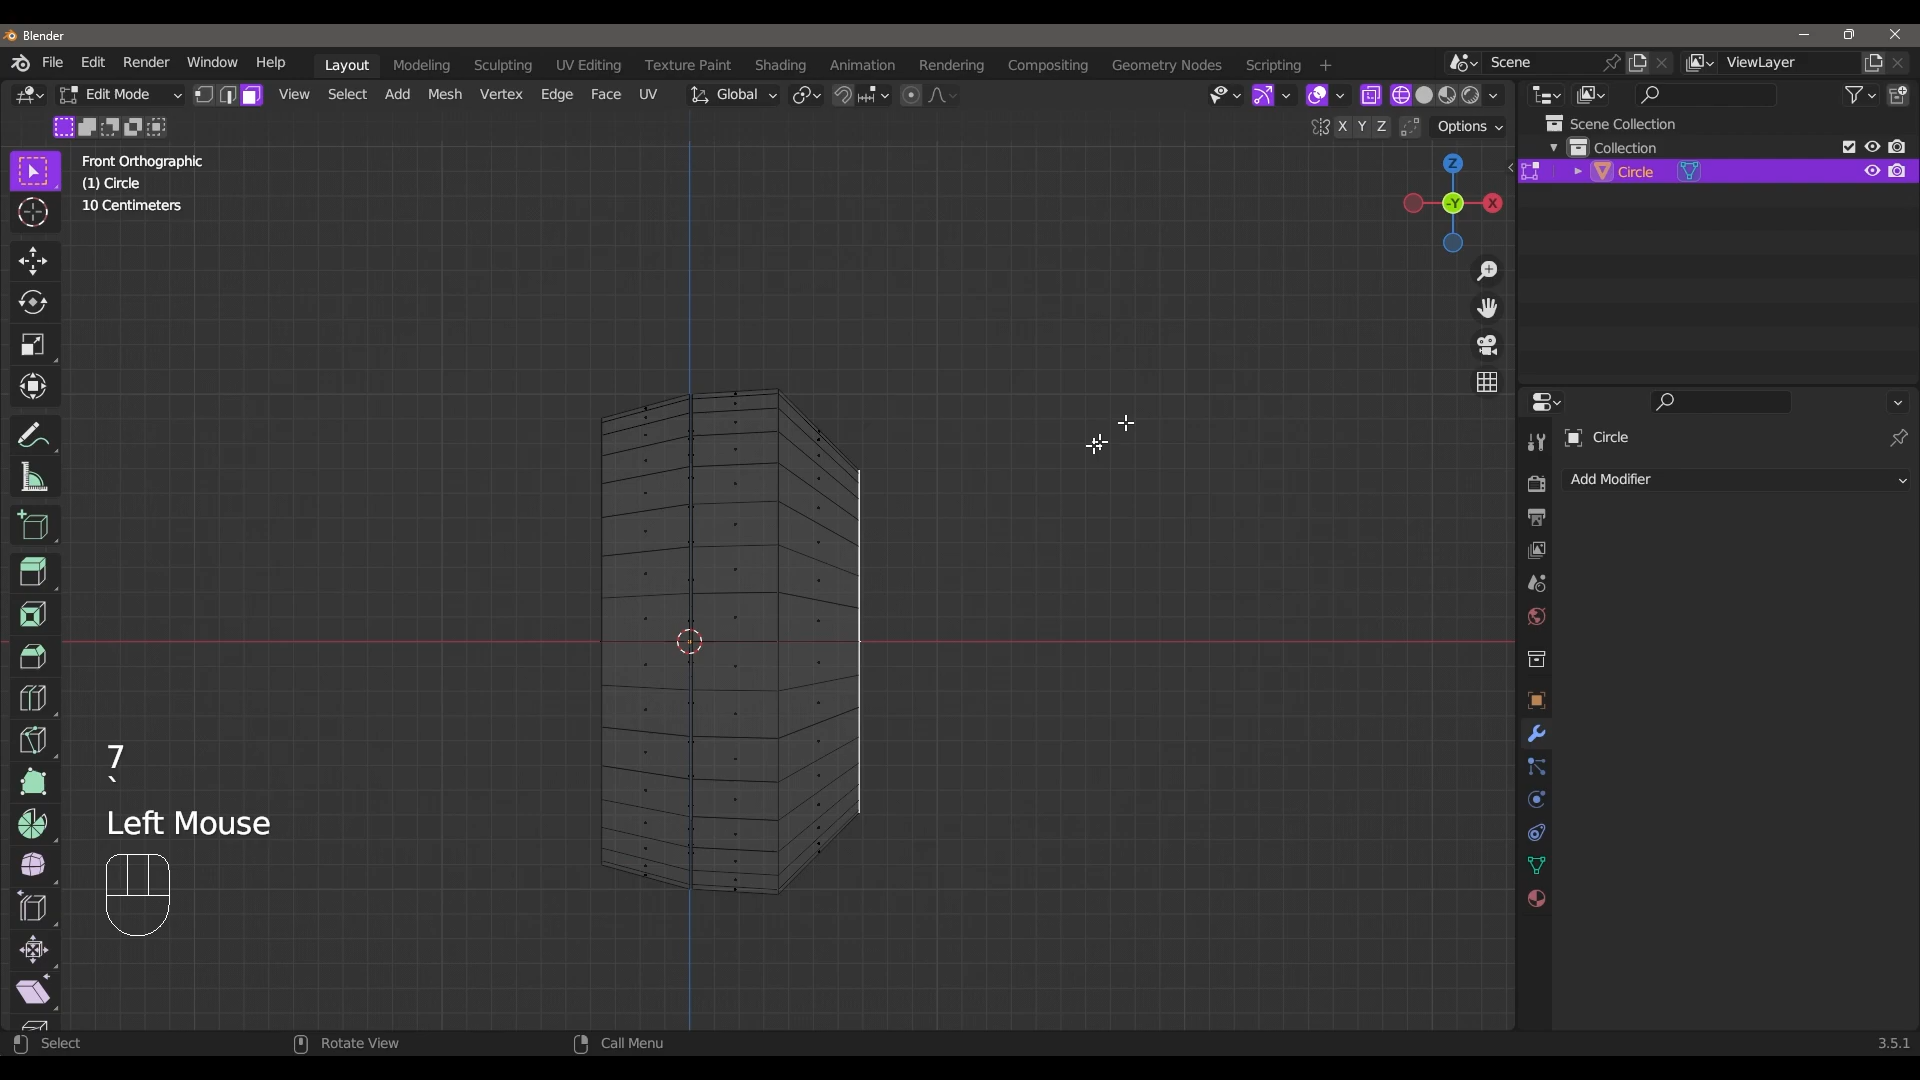 Blender
File Edit Render Window Help Layout Modeling Sculpting UV Editing Texture Paint Shading Animation Rendering Compositing Geometry Nodes Scripting + Scene ViewLayer
Edit Mode View Select Add Mesh Vertex Edge Face UV Global
X Y Z Options
Scene Collection
Collection
Circle
Front Orthographic
(1) Circle
10 Centimeters
Z
-Y X
Circle
Add Modifier
7
`
Left Mouse
Select Rotate View Call Menu 3.5.1